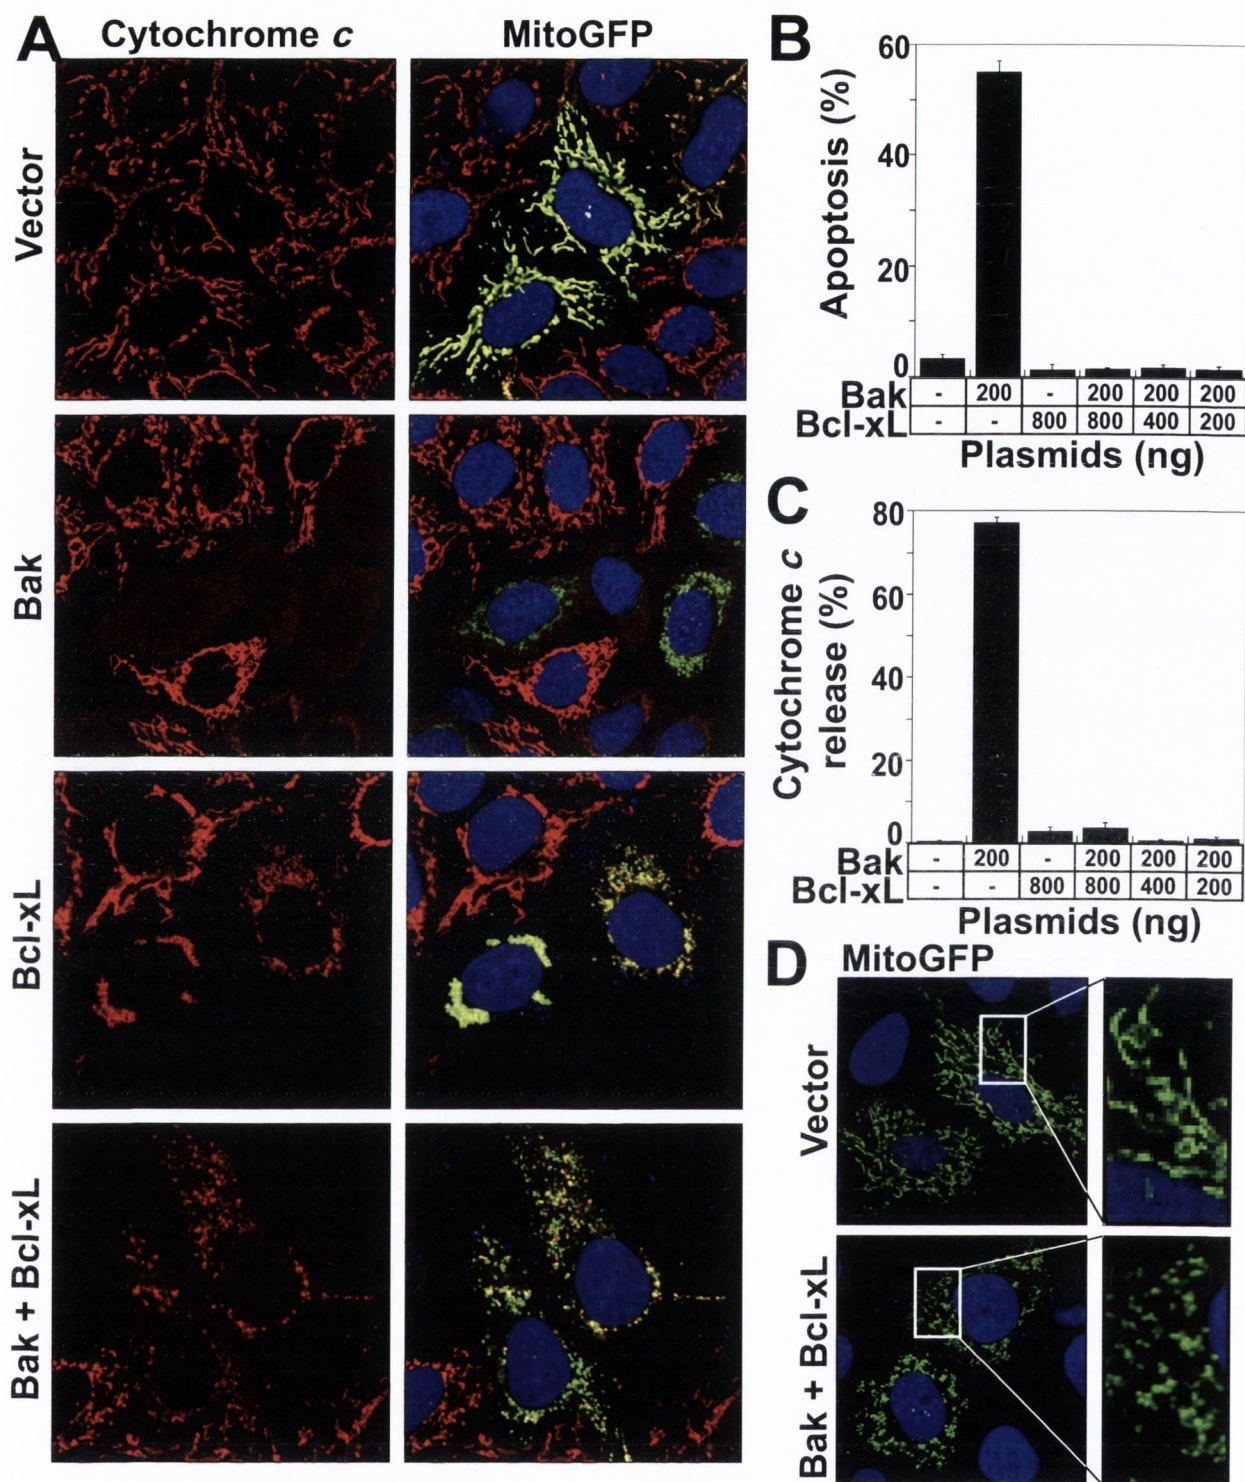 A
Cytochrome c
MitoGFP
Vector
Bak
Bcl-xL
Bak + Bcl-xL
B
Apoptosis (%)
60
40
20
0
Bak - 200 - 200 200 200
Bcl-xL - - 800 800 400 200
Plasmids (ng)
C
Cytochrome c
release (%)
80
60
40
20
0
Bak - 200 - 200 200 200
Bcl-xL - - 800 800 400 200
Plasmids (ng)
D
MitoGFP
Vector
Bak + Bcl-xL